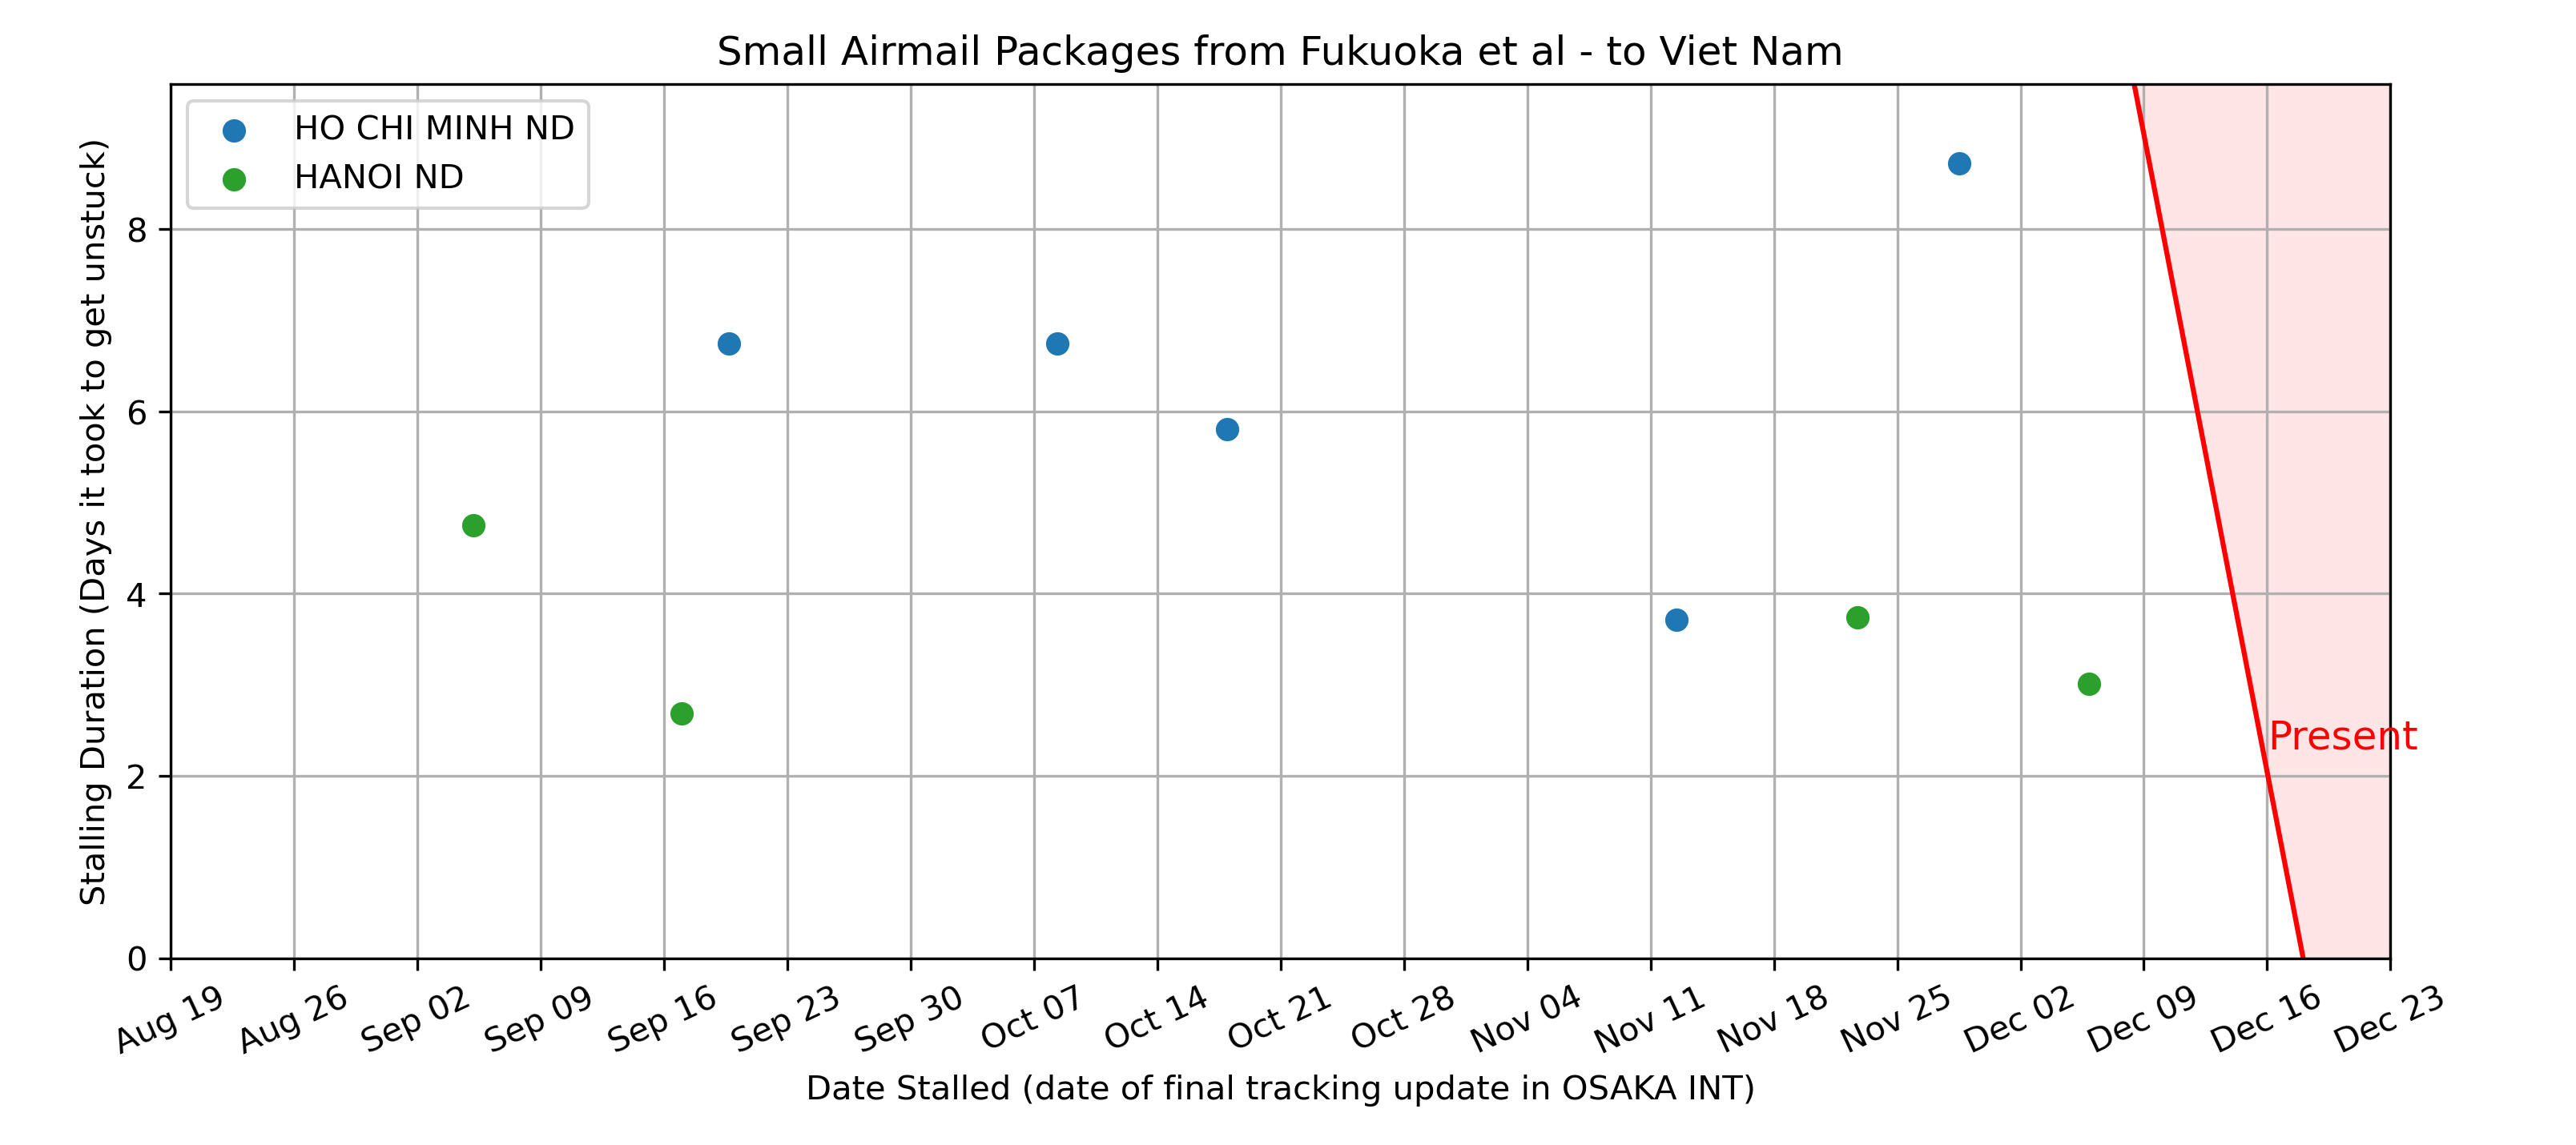 Small Airmail Packages from Fukuoka et al - to Viet Nam
HO CHI MINH ND
HANOI ND
Stalling Duration (Days it took to get unstuck)
8
6
4
2
0
Present
Aug 19
Aug 26
Sep 02
Sep 09
Sep 16
Sep 23
Sep 30
Oct 07
Oct 14
Oct 21
Oct 28
Nov 04
Nov 11
Nov 18
Nov 25
Dec 02
Dec 09
Dec 16
Dec 23
Date Stalled (date of final tracking update in OSAKA INT)